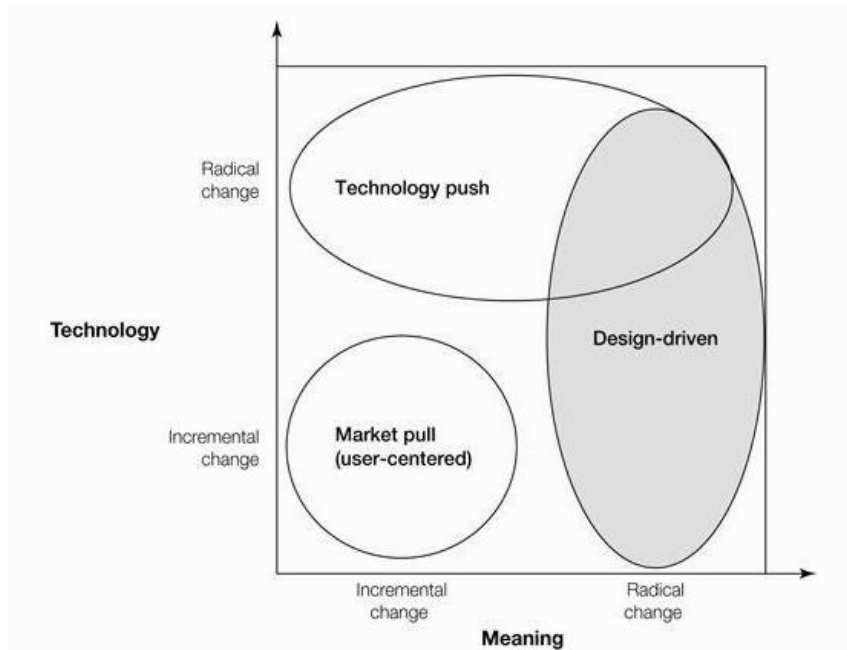 Radical
change
Technology push
Technology
Design-driven
Incremental
change
Market pull
(user-centered)
Incremental
change
Radical
change
Meaning